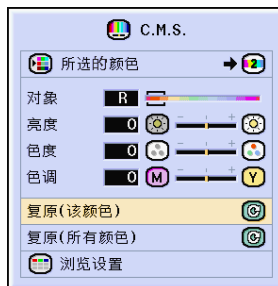 C.M.S.
所选的颜色 2
对象 R
亮度 0 - +
色度 0 - +
色调 0 M - + Y
复原(该颜色)
复原(所有颜色)
浏览设置